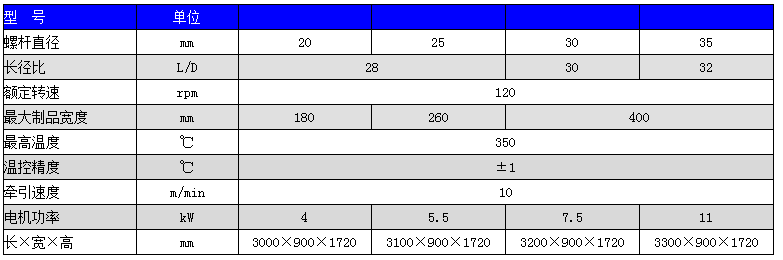 型 号 单位
螺杆直径 mm 20 25 30 35
长径比 L/D 28 30 32
额定转速 rpm 120
最大制品宽度 mm 180 260 400
最高温度 ℃ 350
温控精度 ℃ ±1
牵引速度 m/min 10
电机功率 kW 4 5.5 7.5 11
长×宽×高 mm 3000×900×1720 3100×900×1720 3200×900×1720 3300×900×1720